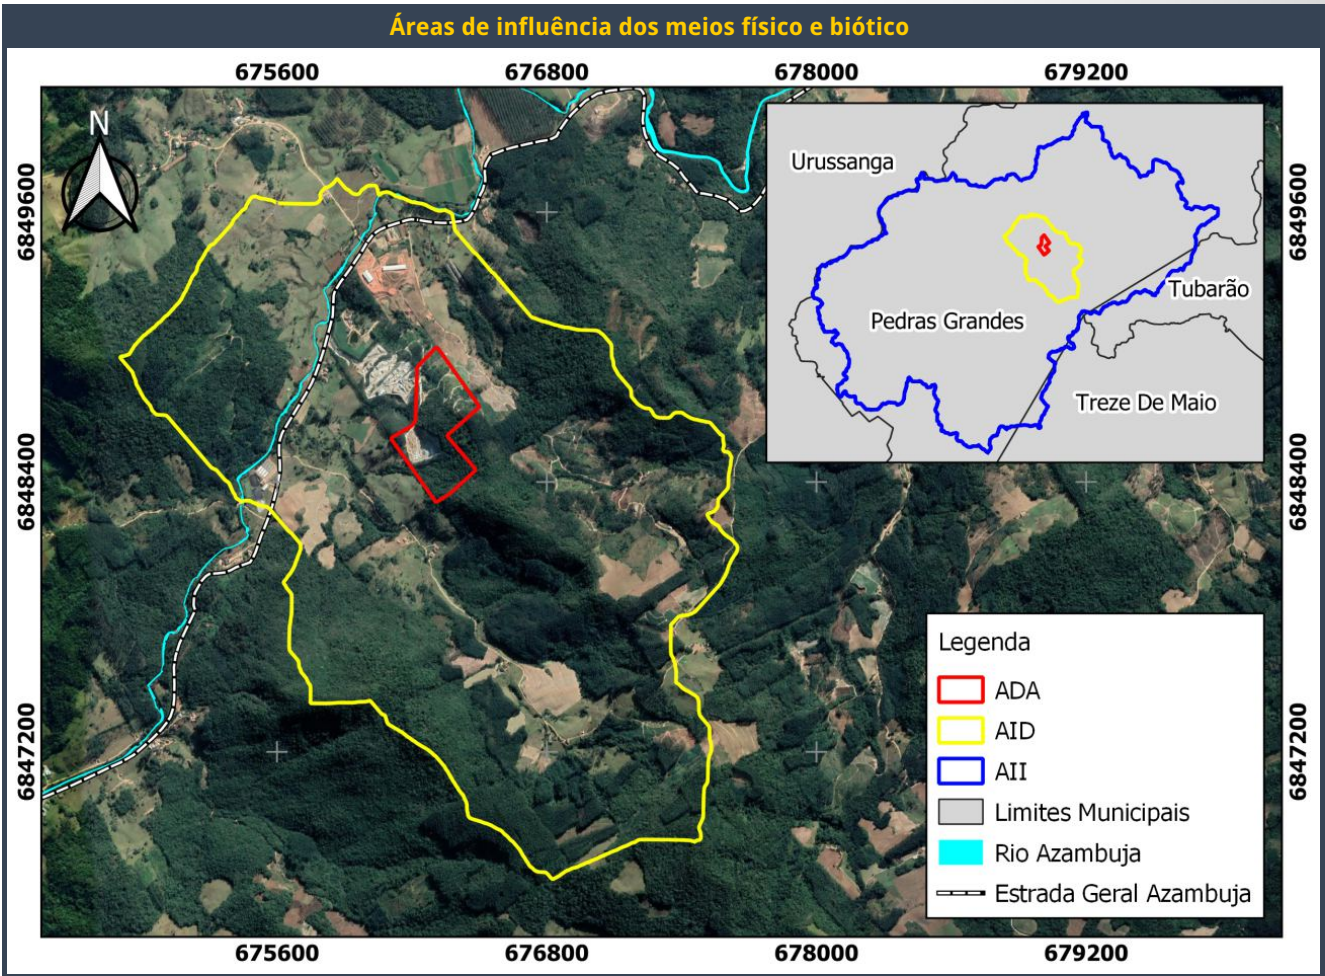 Áreas de influência dos meios físico e biótico
675600 676800 678000 679200
N
Urussanga
Tubarão
Pedras Grandes
Treze De Maio
6849600 6849600
6848400 6848400
6847200 6847200
Legenda
ADA
AID
AII
Limites Municipais
Rio Azambuja
Estrada Geral Azambuja
675600 676800 678000 679200